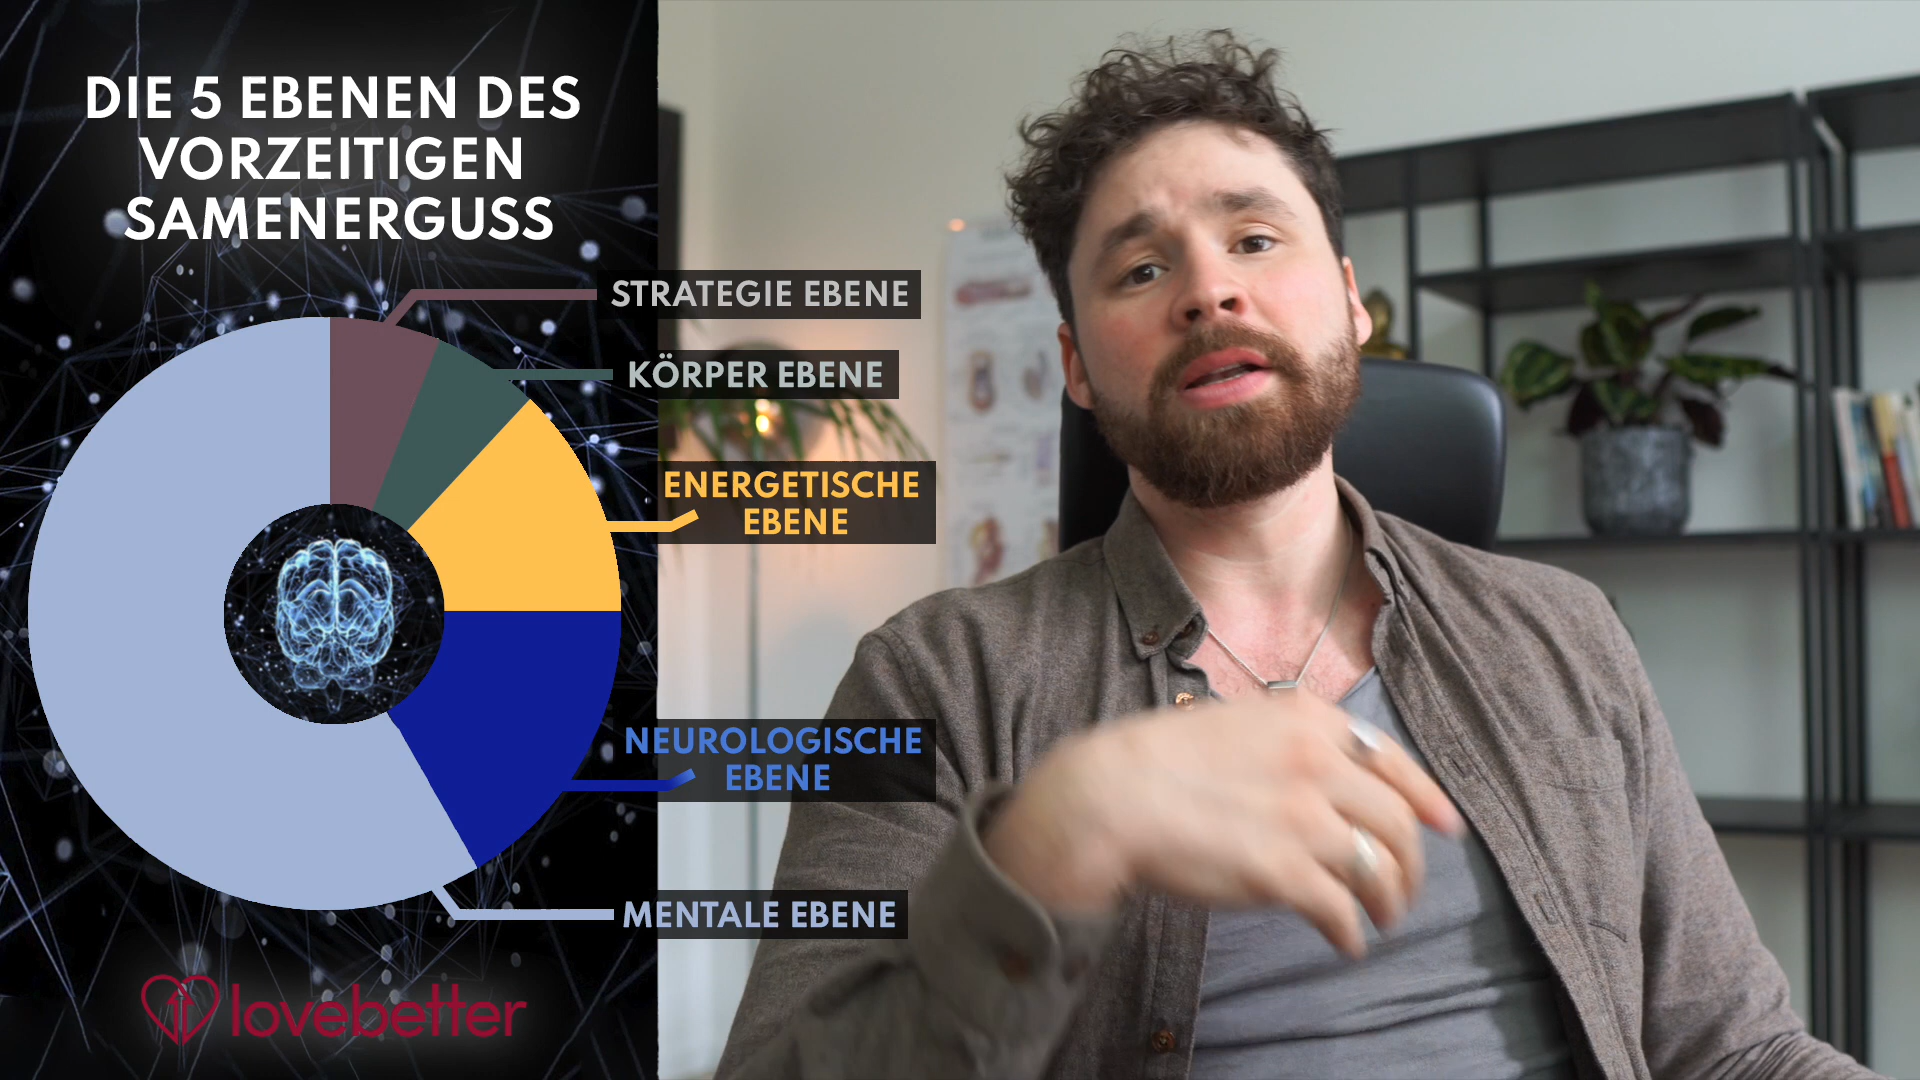 DIE 5 EBENEN DES
VORZEITIGEN
SAMENERGUSS
STRATEGIE EBENE
KÖRPER EBENE
ENERGETISCHE
EBENE
NEUROLOGISCHE
EBENE
MENTALE EBENE
lovebetter